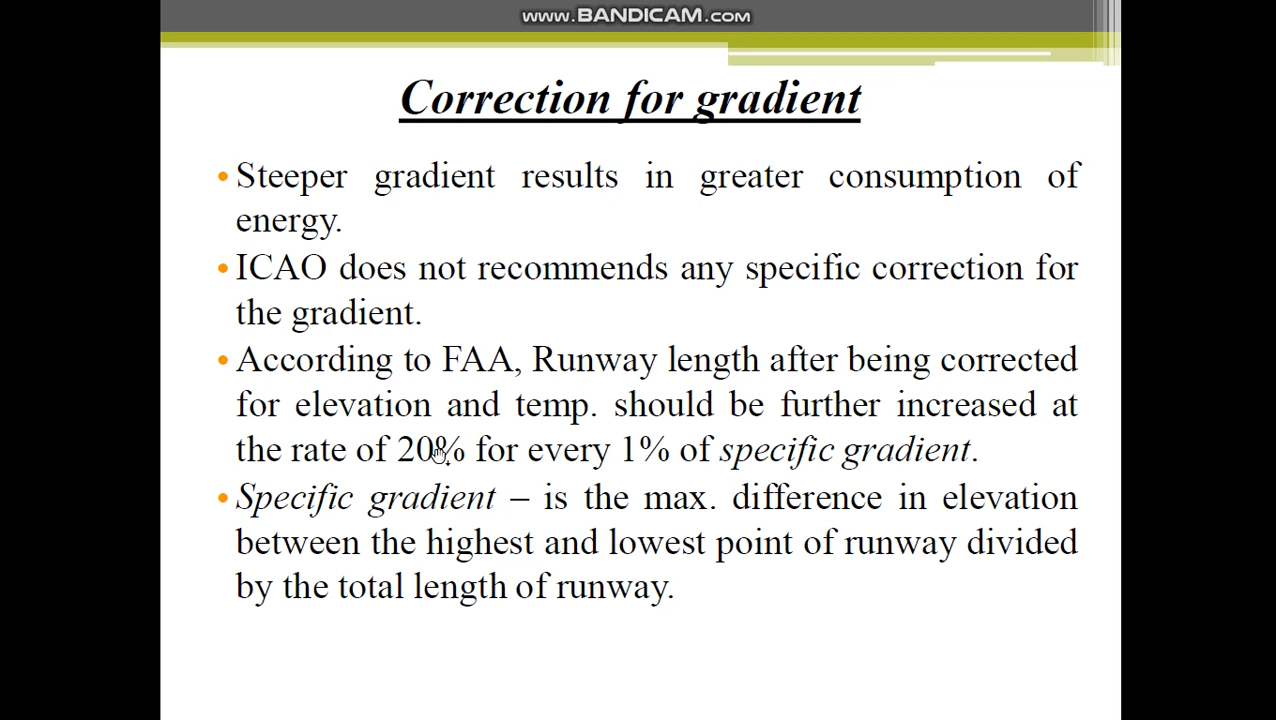 WWW.BANDICAM.COM
Correction for gradient
•Steeper gradient results in greater consumption of
energy.
•ICAO does not recommends any specific correction for
the gradient.
•According to FAA, Runway length after being corrected
for elevation and temp. should be further increased at
the rate of 20% for every 1% of specific gradient.
•Specific gradient – is the max. difference in elevation
between the highest and lowest point of runway divided
by the total length of runway.